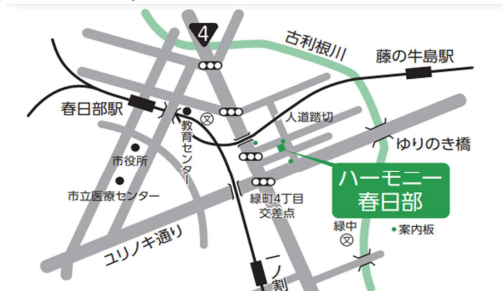 4
古利根川
藤の牛島駅
春日部駅
文
教育センター
人道踏切
ゆりのき橋
市役所
市立医療センター
ハーモニー
春日部
緑町4丁目
交差点
緑中
文
案内板
ユリノキ通り
一ノ割